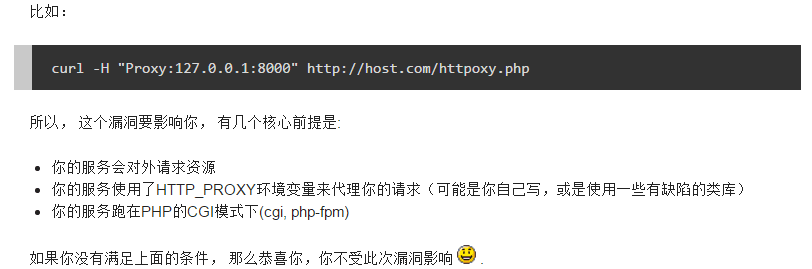 比如：
curl -H "Proxy:127.0.0.1:8000" http://host.com/httpoxy.php
所以， 这个漏洞要影响你， 有几个核心前提是:
你的服务会对外请求资源
你的服务使用了HTTP_PROXY环境变量来代理你的请求（可能是你自己写，或是使用一些有缺陷的类库）
你的服务跑在PHP的CGI模式下(cgi, php-fpm)
如果你没有满足上面的条件， 那么恭喜你，你不受此次漏洞影响 .